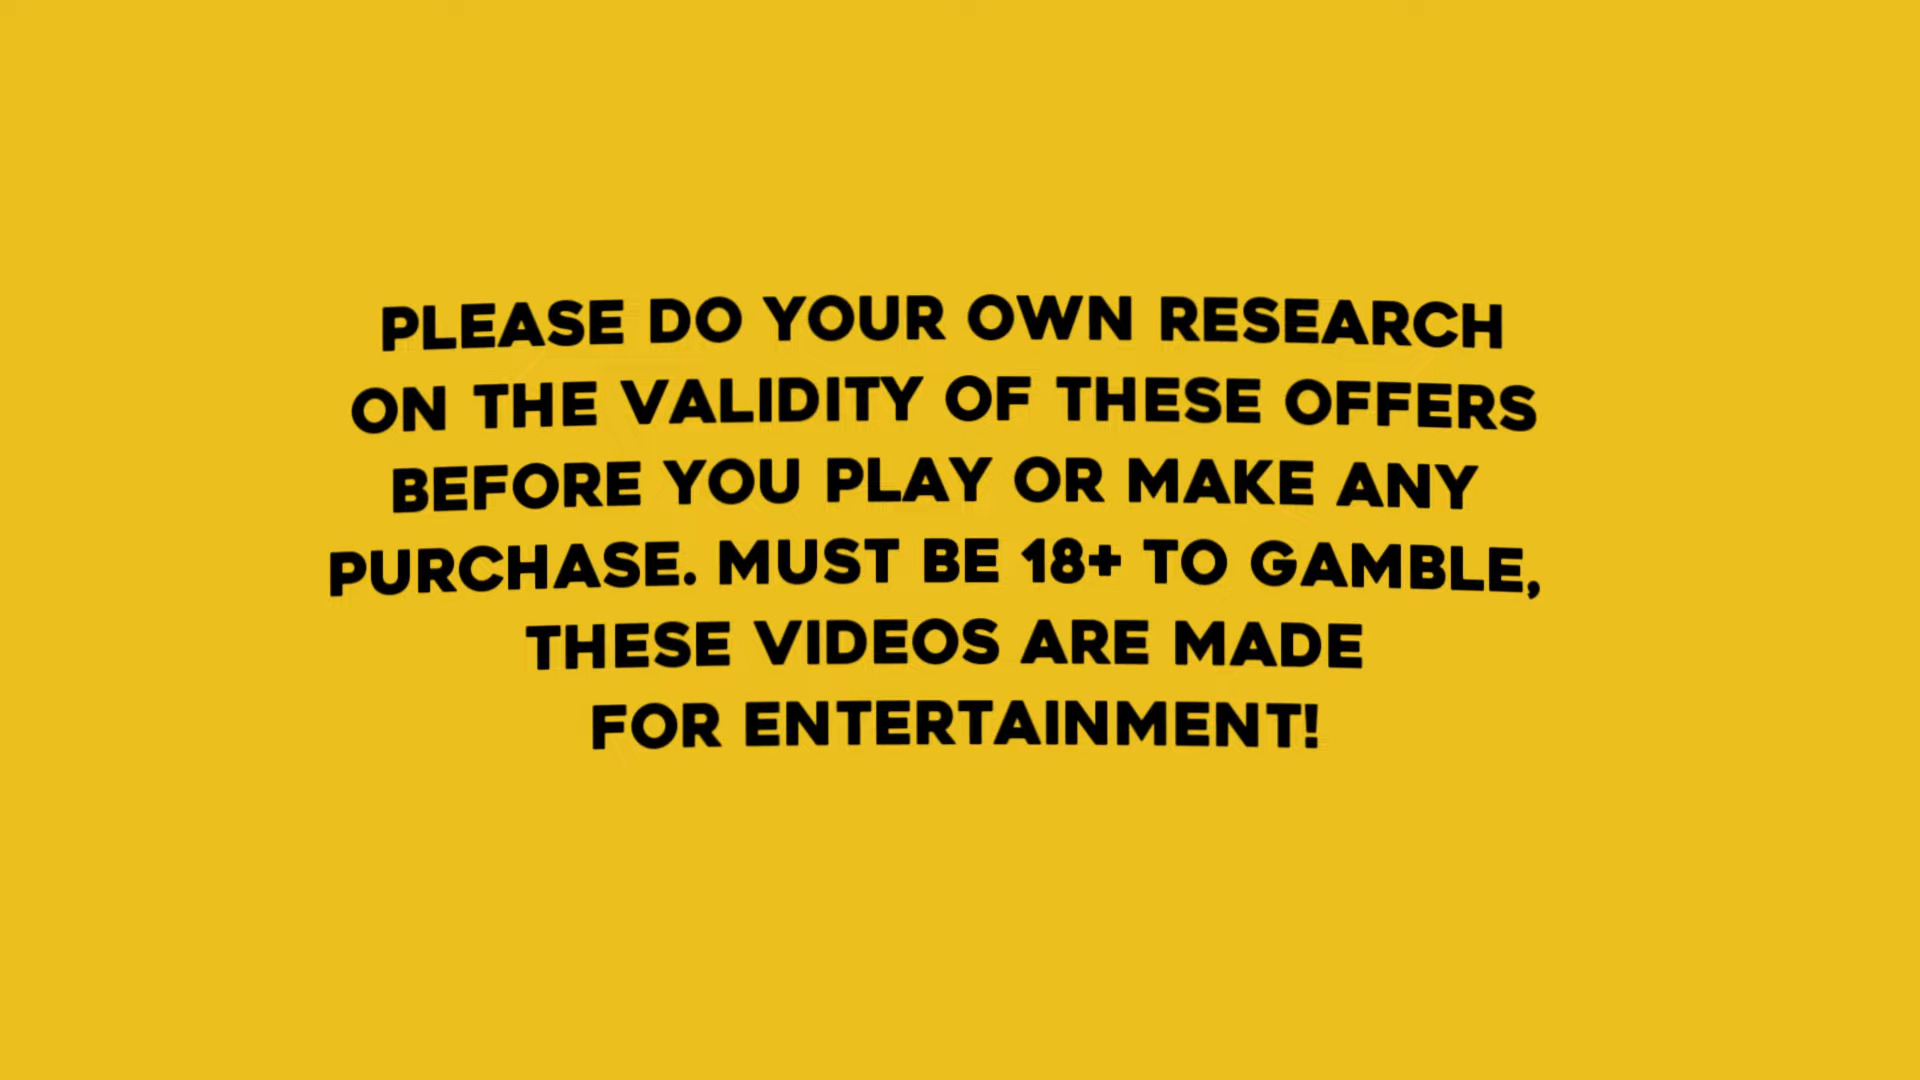 PLEASE DO YOUR OWN RESEARCH
ON THE VALIDITY OF THESE OFFERS
BEFORE YOU PLAY OR MAKE ANY
PURCHASE. MUST BE 18+ TO GAMBLE,
THESE VIDEOS ARE MADE
FOR ENTERTAINMENT!